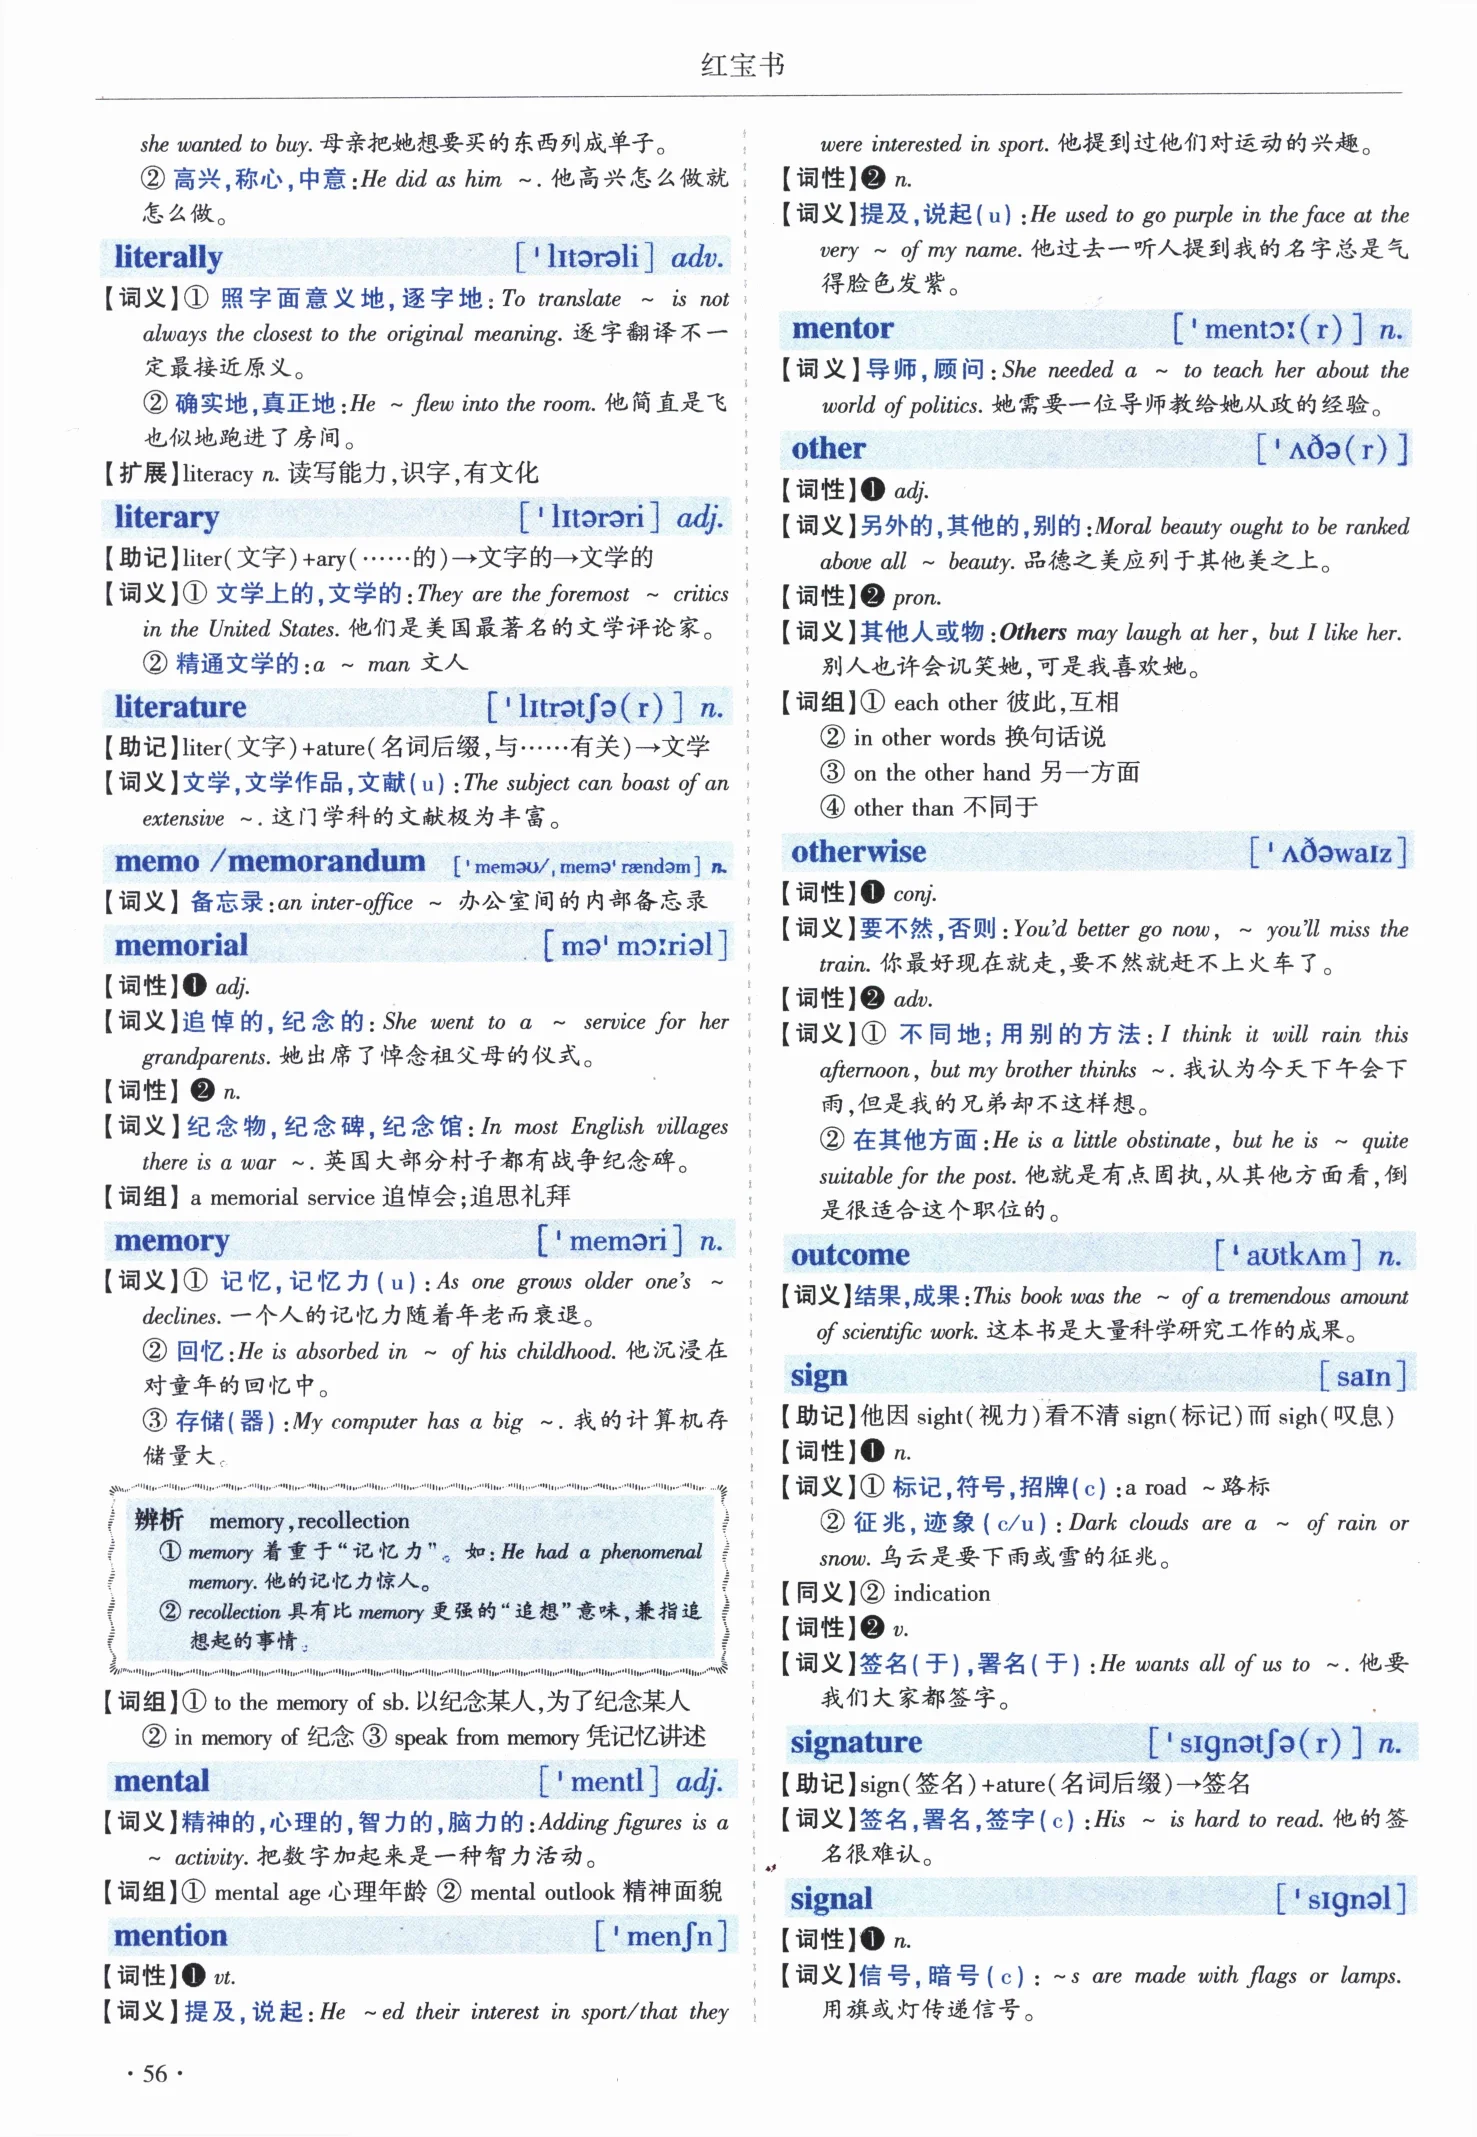 红宝书
she wanted to buy. 母亲把她想要买的东西列成单子。
② 高兴,称心,中意:He did as him ~. 他高兴怎么做就
怎么做。
literally [ˈlɪtərəli] adv.
【词义】① 照字面意义地,逐字地: To translate ~ is not
always the closest to the original meaning. 逐字翻译不一
定最接近原义。
② 确实地,真正地:He ~ flew into the room. 他简直是飞
也似地跑进了房间。
【扩展】literacy n. 读写能力,识字,有文化
literary [ˈlɪtərəri] adj.
【助记】liter(文字)+ary(……的)→文字的→文学的
【词义】① 文学上的,文学的:They are the foremost ~ critics
in the United States. 他们是美国最著名的文学评论家。
② 精通文学的:a ~ man 文人
literature [ˈlɪtrətʃə(r)] n.
【助记】liter(文字)+ature(名词后缀,与……有关)→文学
【词义】文学,文学作品,文献(u):The subject can boast of an
extensive ~. 这门学科的文献极为丰富。
memo /memorandum [ˈmeməʊ/ˌmeməˈrændəm] n.
【词义】 备忘录:an inter-office ~ 办公室间的内部备忘录
memorial [məˈmɔːriəl]
【词性】❶ adj.
【词义】追悼的,纪念的: She went to a ~ service for her
grandparents. 她出席了悼念祖父母的仪式。
【词性】❷ n.
【词义】纪念物,纪念碑,纪念馆: In most English villages
there is a war ~. 英国大部分村子都有战争纪念碑。
【词组】 a memorial service 追悼会;追思礼拜
memory [ˈmeməri] n.
【词义】① 记忆,记忆力(u): As one grows older one's ~
declines. 一个人的记忆力随着年老而衰退。
② 回忆:He is absorbed in ~ of his childhood. 他沉浸在
对童年的回忆中。
③ 存储(器):My computer has a big ~. 我的计算机存
储量大。
辨析 memory,recollection
① memory 着重于“记忆力”。如: He had a phenomenal
memory. 他的记忆力惊人。
② recollection 具有比 memory 更强的“追想”意味,兼指追
想起的事情。
【词组】① to the memory of sb. 以纪念某人,为了纪念某人
② in memory of 纪念 ③ speak from memory 凭记忆讲述
mental [ˈmentl] adj.
【词义】精神的,心理的,智力的,脑力的:Adding figures is a
~ activity. 把数字加起来是一种智力活动。
【词组】① mental age 心理年龄 ② mental outlook 精神面貌
mention [ˈmenʃn]
【词性】❶ vt.
【词义】提及,说起: He ~ed their interest in sport/that they
· 56 ·
were interested in sport. 他提到过他们对运动的兴趣。
【词性】❷ n.
【词义】提及,说起(u):He used to go purple in the face at the
very ~ of my name. 他过去一听人提到我的名字总是气
得脸色发紫。
mentor [ˈmentɔː(r)] n.
【词义】导师,顾问: She needed a ~ to teach her about the
world of politics. 她需要一位导师教给她从政的经验。
other [ˈʌðə(r)]
【词性】❶ adj.
【词义】另外的,其他的,别的:Moral beauty ought to be ranked
above all ~ beauty. 品德之美应列于其他美之上。
【词性】❷ pron.
【词义】其他人或物:Others may laugh at her, but I like her.
别人也许会讥笑她,可是我喜欢她。
【词组】① each other 彼此,互相
② in other words 换句话说
③ on the other hand 另一方面
④ other than 不同于
otherwise [ˈʌðəwaɪz]
【词性】❶ conj.
【词义】要不然,否则:You'd better go now, ~ you'll miss the
train. 你最好现在就走,要不然就赶不上火车了。
【词性】❷ adv.
【词义】① 不同地;用别的方法: I think it will rain this
afternoon, but my brother thinks ~. 我认为今天下午会下
雨,但是我的兄弟却不这样想。
② 在其他方面:He is a little obstinate, but he is ~ quite
suitable for the post. 他就是有点固执,从其他方面看,倒
是很适合这个职位的。
outcome [ˈaʊtkʌm] n.
【词义】结果,成果:This book was the ~ of a tremendous amount
of scientific work. 这本书是大量科学研究工作的成果。
sign [saɪn]
【助记】他因 sight(视力)看不清 sign(标记)而 sigh(叹息)
【词性】❶ n.
【词义】① 标记,符号,招牌(c):a road ~路标
② 征兆,迹象(c/u): Dark clouds are a ~ of rain or
snow. 乌云是要下雨或雪的征兆。
【同义】② indication
【词性】❷ v.
【词义】签名(于),署名(于):He wants all of us to ~. 他要
我们大家都签字。
signature [ˈsɪgnətʃə(r)] n.
【助记】sign(签名)+ature(名词后缀)→签名
【词义】签名,署名,签字(c):His ~ is hard to read. 他的签
名很难认。
signal [ˈsɪgnəl]
【词性】❶ n.
【词义】信号,暗号(c): ~s are made with flags or lamps.
用旗或灯传递信号。